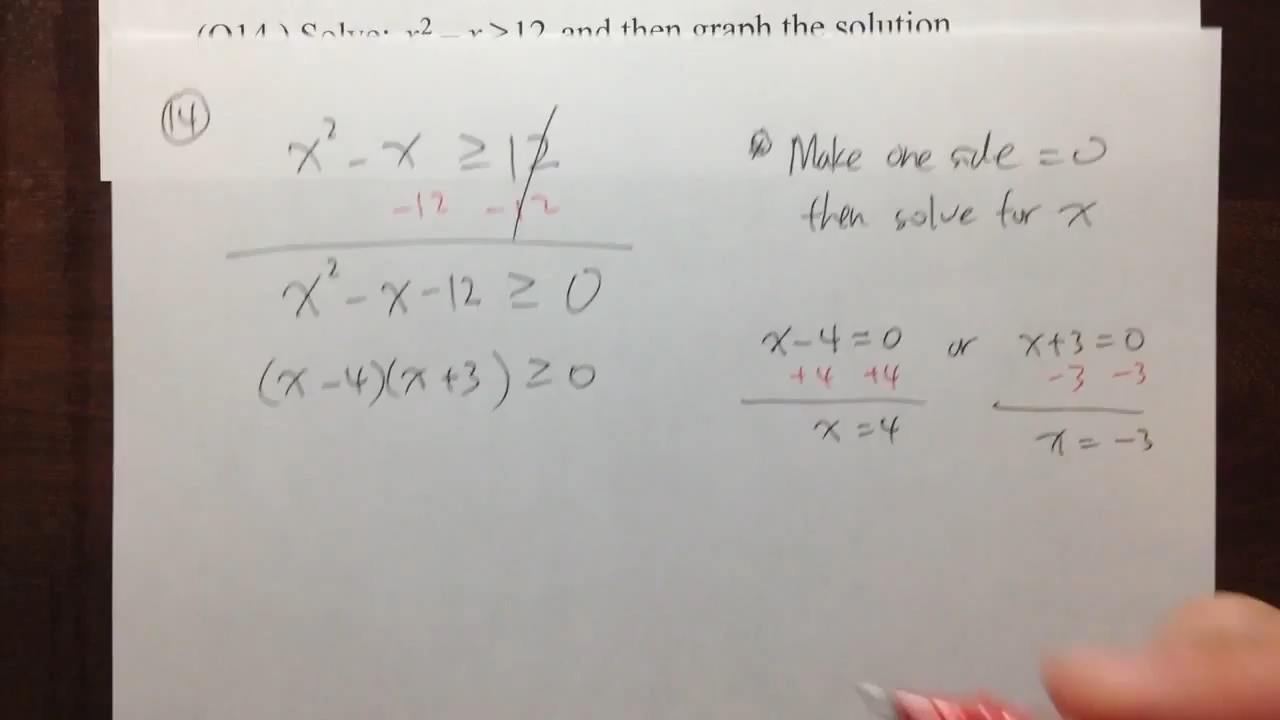 (Q14.) Solve: x² – x ≥ 12 and then graph the solution
14
x² - x ≥ 12
-12 -12
x² - x - 12 ≥ 0
(x - 4)(x + 3) ≥ 0
Make one side = 0
then solve for x
x - 4 = 0 or x + 3 = 0
+4 +4 -3 -3
x = 4 x = -3